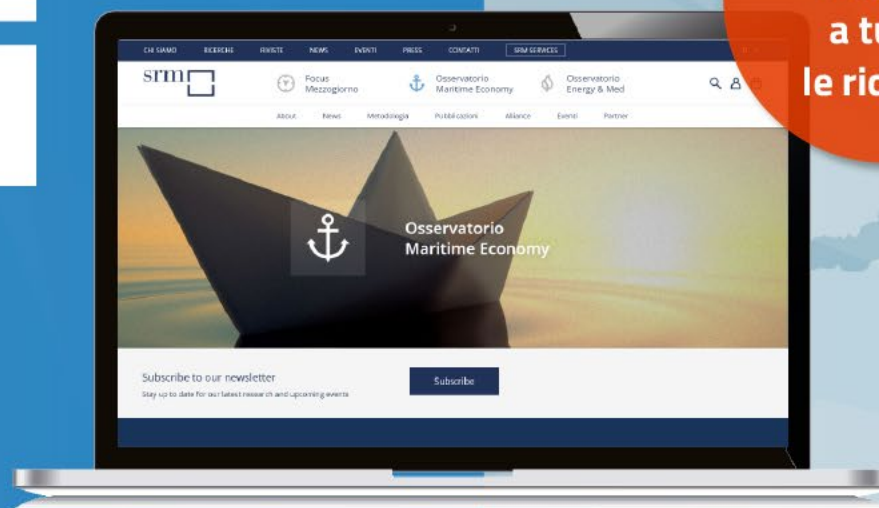 a tu
le ric
CHI SIAMO RICERCHE RIVISTE NEWS EVENTI PRESS CONTATTI SRM SERVICES
srm
Focus
Mezzogiorno
Osservatorio
Maritime Economy
Osservatorio
Energy & Med
About News Metodologia Pubblicazioni Alliance Eventi Partner
Osservatorio
Maritime Economy
Subscribe to our newsletter
Stay up to date for our latest research and upcoming events
Subscribe